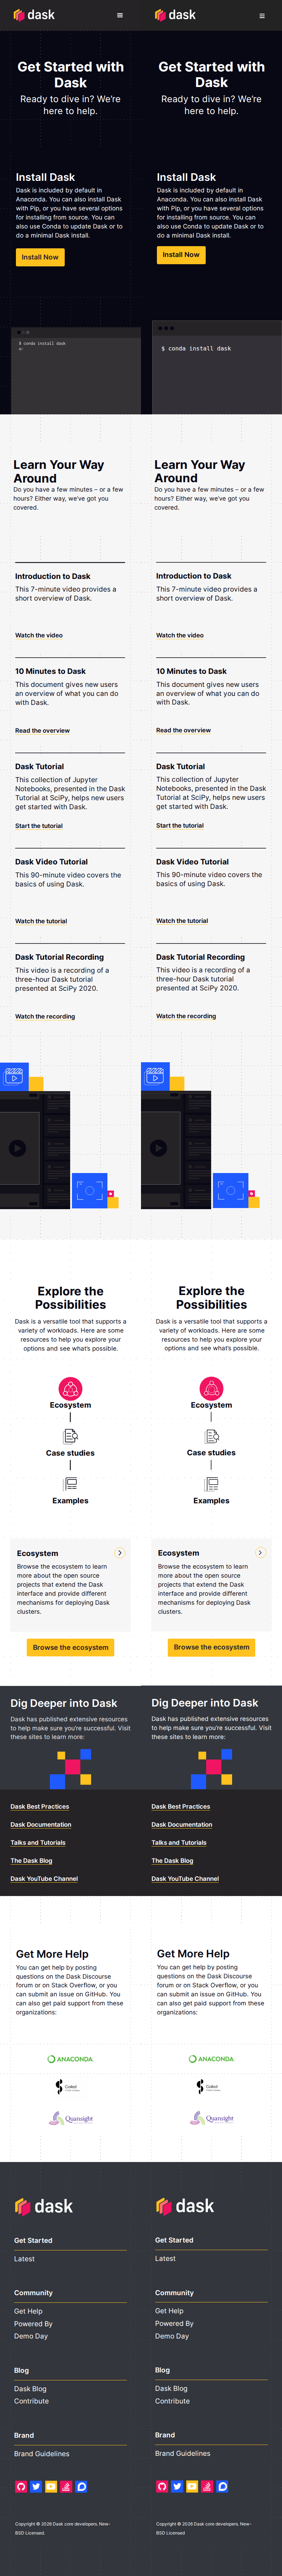 dask
Get Started with
Dask
Ready to dive in? We're
here to help.
Install Dask
Dask is included by default in
Anaconda. You can also install Dask
with Pip, or you have several options
for installing from source. You can
also use Conda to update Dask or to
do a minimal Dask install.
Install Now
$ conda install dask
Learn Your Way
Around
Do you have a few minutes – or a few
hours? Either way, we've got you
covered.
Introduction to Dask
This 7-minute video provides a
short overview of Dask.
Watch the video
10 Minutes to Dask
This document gives new users
an overview of what you can do
with Dask.
Read the overview
Dask Tutorial
This collection of Jupyter
Notebooks, presented in the Dask
Tutorial at SciPy, helps new users
get started with Dask.
Start the tutorial
Dask Video Tutorial
This 90-minute video covers the
basics of using Dask.
Watch the tutorial
Dask Tutorial Recording
This video is a recording of a
three-hour Dask tutorial
presented at SciPy 2020.
Watch the recording
Explore the
Possibilities
Dask is a versatile tool that supports a
variety of workloads. Here are some
resources to help you explore your
options and see what's possible.
Ecosystem
Case studies
Examples
Ecosystem
Browse the ecosystem to learn
more about the open source
projects that extend the Dask
interface and provide different
mechanisms for deploying Dask
clusters.
Browse the ecosystem
Dig Deeper into Dask
Dask has published extensive resources
to help make sure you're successful. Visit
these sites to learn more:
Dask Best Practices
Dask Documentation
Talks and Tutorials
The Dask Blog
Dask YouTube Channel
Get More Help
You can get help by posting
questions on the Dask Discourse
forum or on Stack Overflow, or you
can submit an issue on GitHub. You
can also get paid support from these
organizations:
ANACONDA
Coiled
Quansight
dask
Get Started
Latest
Community
Get Help
Powered By
Demo Day
Blog
Dask Blog
Contribute
Brand
Brand Guidelines
Copyright © 2026 Dask core developers. New-
BSD Licensed.
dask
Get Started with
Dask
Ready to dive in? We're
here to help.
Install Dask
Dask is included by default in
Anaconda. You can also install Dask
with Pip, or you have several options
for installing from source. You can
also use Conda to update Dask or to
do a minimal Dask install.
Install Now
$ conda install dask
Learn Your Way
Around
Do you have a few minutes – or a few
hours? Either way, we've got you
covered.
Introduction to Dask
This 7-minute video provides a
short overview of Dask.
Watch the video
10 Minutes to Dask
This document gives new users
an overview of what you can do
with Dask.
Read the overview
Dask Tutorial
This collection of Jupyter
Notebooks, presented in the Dask
Tutorial at SciPy, helps new users
get started with Dask.
Start the tutorial
Dask Video Tutorial
This 90-minute video covers the
basics of using Dask.
Watch the tutorial
Dask Tutorial Recording
This video is a recording of a
three-hour Dask tutorial
presented at SciPy 2020.
Watch the recording
Explore the
Possibilities
Dask is a versatile tool that supports a
variety of workloads. Here are some
resources to help you explore your
options and see what's possible.
Ecosystem
Case studies
Examples
Ecosystem
Browse the ecosystem to learn
more about the open source
projects that extend the Dask
interface and provide different
mechanisms for deploying Dask
clusters.
Browse the ecosystem
Dig Deeper into Dask
Dask has published extensive resources
to help make sure you're successful. Visit
these sites to learn more:
Dask Best Practices
Dask Documentation
Talks and Tutorials
The Dask Blog
Dask YouTube Channel
Get More Help
You can get help by posting
questions on the Dask Discourse
forum or on Stack Overflow, or you
can submit an issue on GitHub. You
can also get paid support from these
organizations:
ANACONDA
Coiled
Quansight
dask
Get Started
Latest
Community
Get Help
Powered By
Demo Day
Blog
Dask Blog
Contribute
Brand
Brand Guidelines
Copyright © 2026 Dask core developers. New-
BSD Licensed.